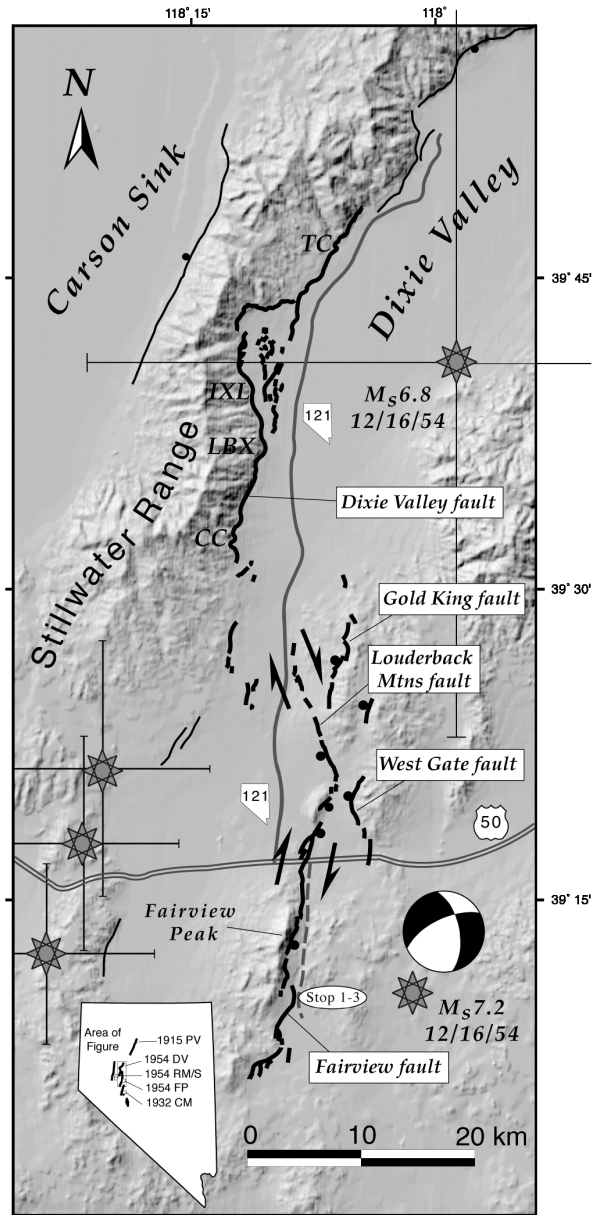 118° 15'
118°
N
Carson Sink
Dixie Valley
TC
39° 45'
IXL
Ms6.8
12/16/54
121
LBX
Stillwater Range
Dixie Valley fault
CC
39° 30'
Gold King fault
Louderback
Mtns fault
West Gate fault
121
50
39° 15'
Fairview
Peak
Stop 1-3
Ms7.2
12/16/54
Fairview fault
Area of
Figure
1915 PV
1954 DV
1954 RM/S
1954 FP
1932 CM
0 10 20 km